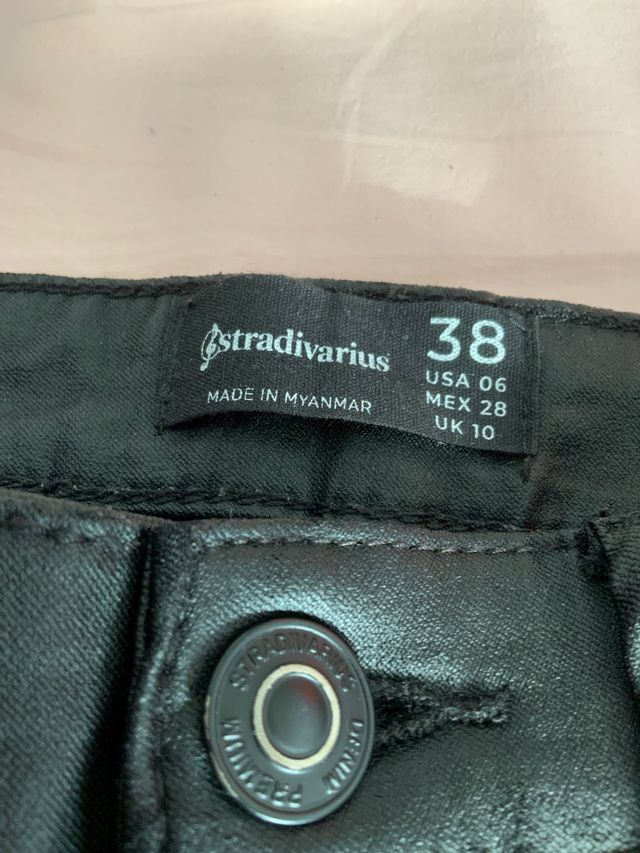 stradivarius
MADE IN MYANMAR
38
USA 06
MEX 28
UK 10
STRADIVARIUS
PREMIUM DENIM